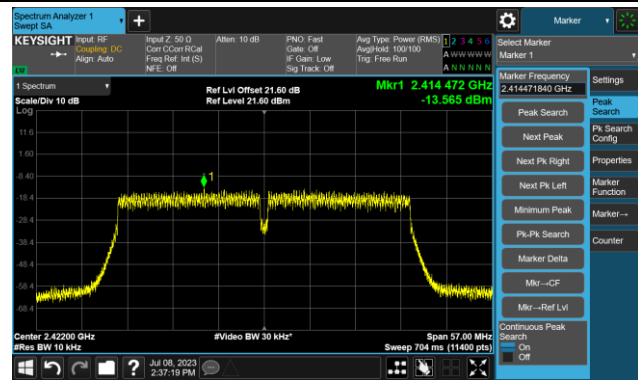 Spectrum Analyzer 1
Swept SA
Marker
KEYSIGHT
Input: RF
Coupling: DC
Align: Auto
Input Z: 50 Ω
Corr CCorr RCal
Freq Ref: Int (S)
NFE: Off
Atten: 10 dB
PNO: Fast
Gate: Off
IF Gain: Low
Sig Track: Off
Avg Type: Power (RMS)
Avg|Hold: 100/100
Trig: Free Run
1 2 3 4 5 6
A W W W W W
A N N N N N
Select Marker
Marker 1
1 Spectrum
Scale/Div 10 dB
Log
Ref Lvl Offset 21.60 dB
Ref Level 21.60 dBm
Mkr1 2.414 472 GHz
-13.565 dBm
11.6
1.60
-8.40
-18.4
-28.4
-38.4
-48.4
-58.4
-68.4
1
Center 2.42200 GHz
#Res BW 10 kHz
#Video BW 30 kHz*
Span 57.00 MHz
Sweep 704 ms (11400 pts)
Marker Frequency
2.414471840 GHz
Peak Search
Next Peak
Next Pk Right
Next Pk Left
Minimum Peak
Pk-Pk Search
Marker Delta
Mkr→CF
Mkr→Ref Lvl
Continuous Peak
Search
On
Off
Settings
Peak
Search
Pk Search
Config
Properties
Marker
Function
Marker→
Counter
?
Jul 08, 2023
2:37:19 PM